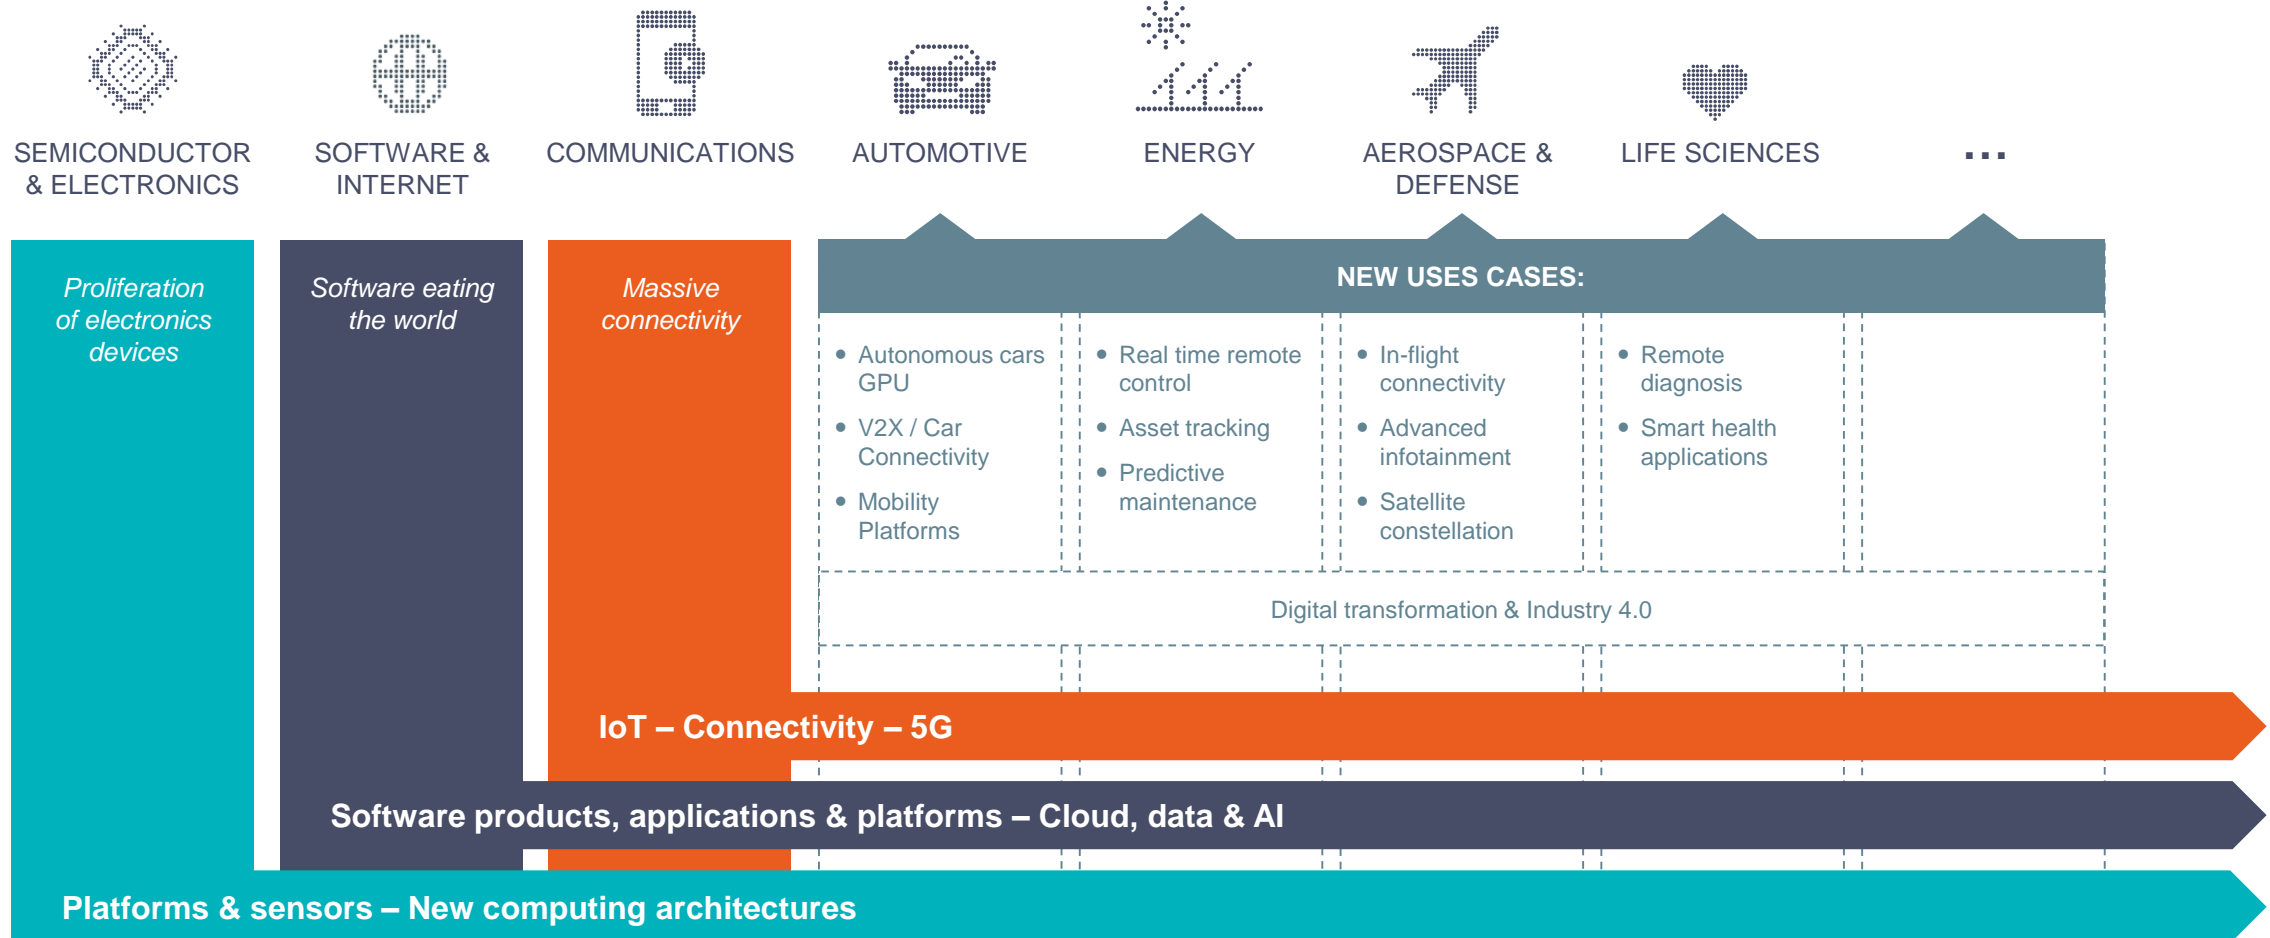 SEMICONDUCTOR
& ELECTRONICS
SOFTWARE &
INTERNET
COMMUNICATIONS
AUTOMOTIVE
ENERGY
AEROSPACE &
DEFENSE
LIFE SCIENCES
...
Proliferation
of electronics
devices
Software eating
the world
Massive
connectivity
NEW USES CASES:
• Autonomous cars
GPU
• V2X / Car
Connectivity
• Mobility
Platforms
• Real time remote
control
• Asset tracking
• Predictive
maintenance
• In-flight
connectivity
• Advanced
infotainment
• Satellite
constellation
• Remote
diagnosis
• Smart health
applications
Digital transformation & Industry 4.0
IoT – Connectivity – 5G
Software products, applications & platforms – Cloud, data & AI
Platforms & sensors – New computing architectures